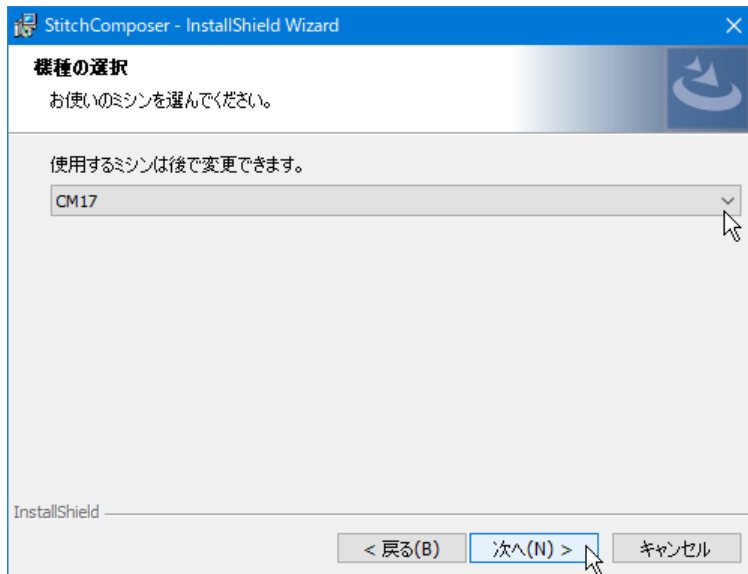 StitchComposer - InstallShield Wizard
機種の選択
お使いのミシンを選んでください。
使用するミシンは後で変更できます。
CM17
InstallShield
< 戻る(B)
次へ(N) >
キャンセル